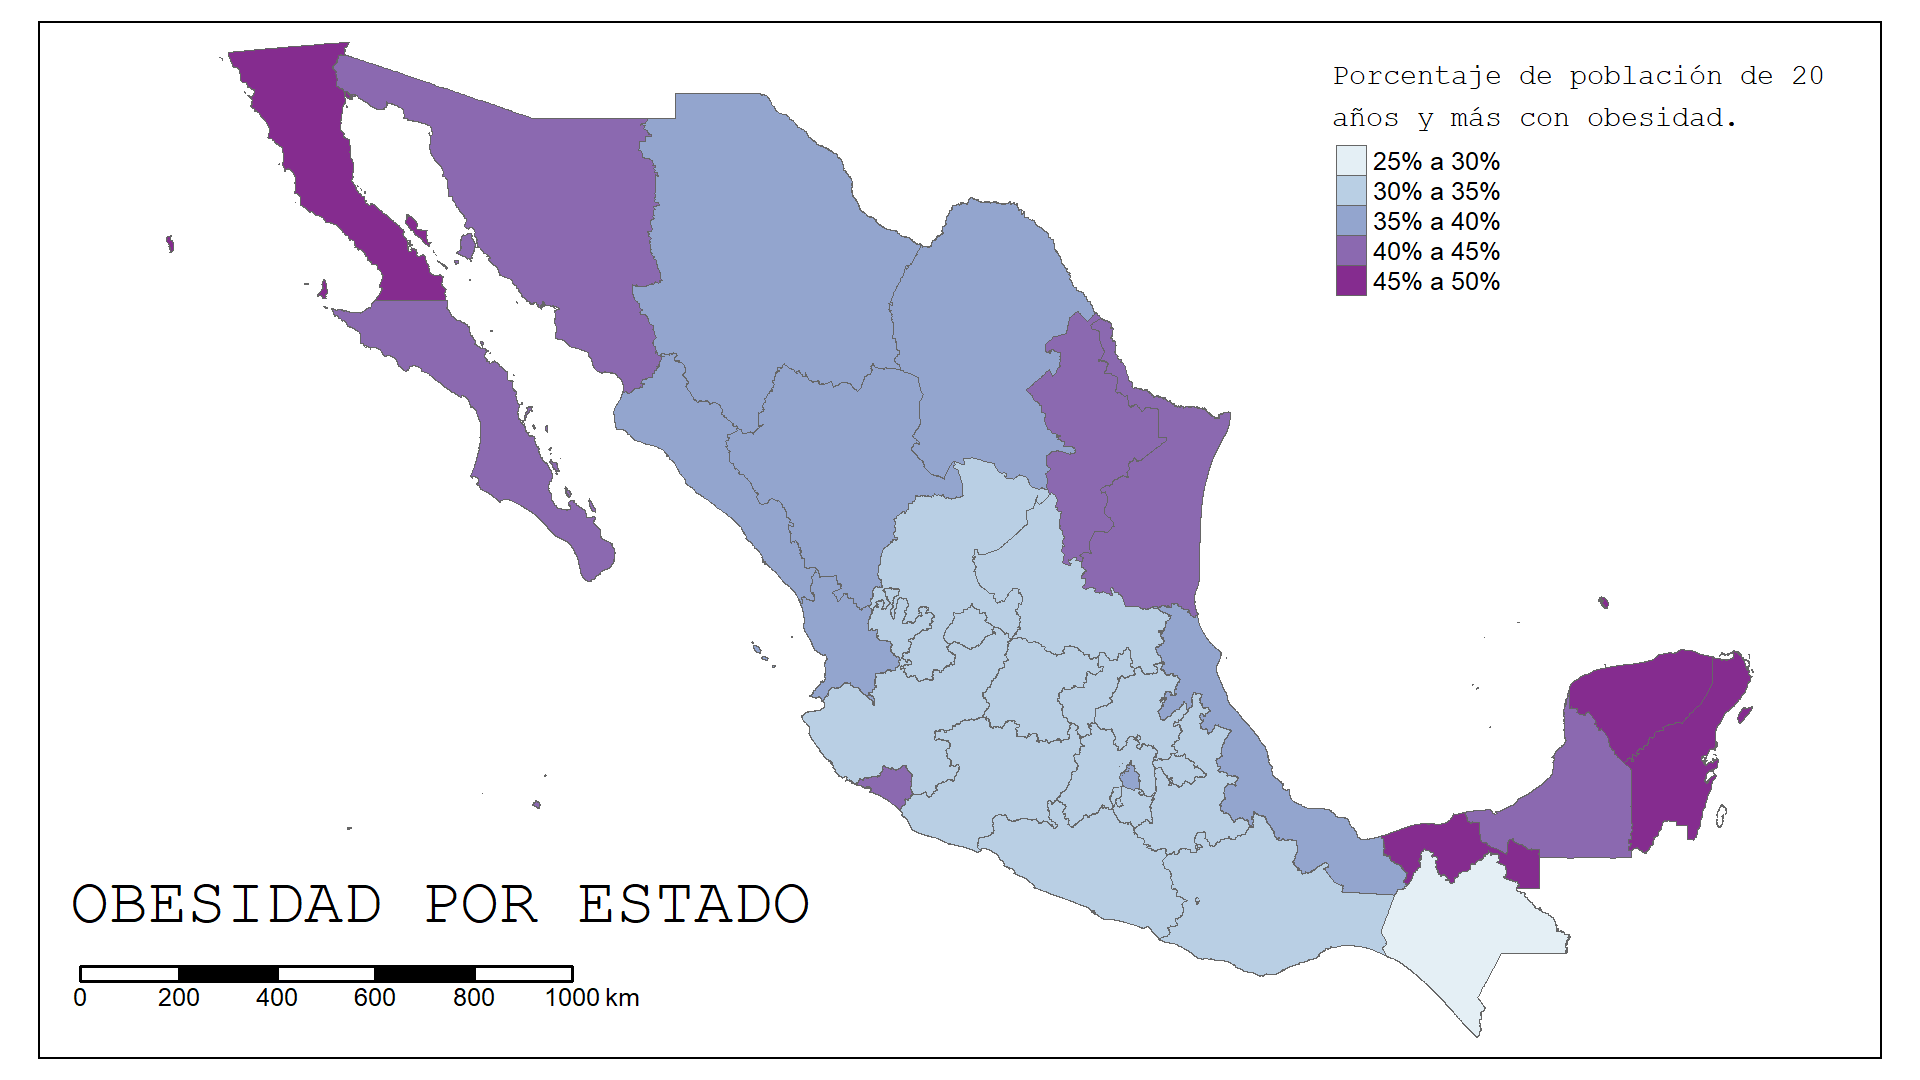 Porcentaje de población de 20
años y más con obesidad.
25% a 30%
30% a 35%
35% a 40%
40% a 45%
45% a 50%
OBESIDAD POR ESTADO
0 200 400 600 800 1000 km